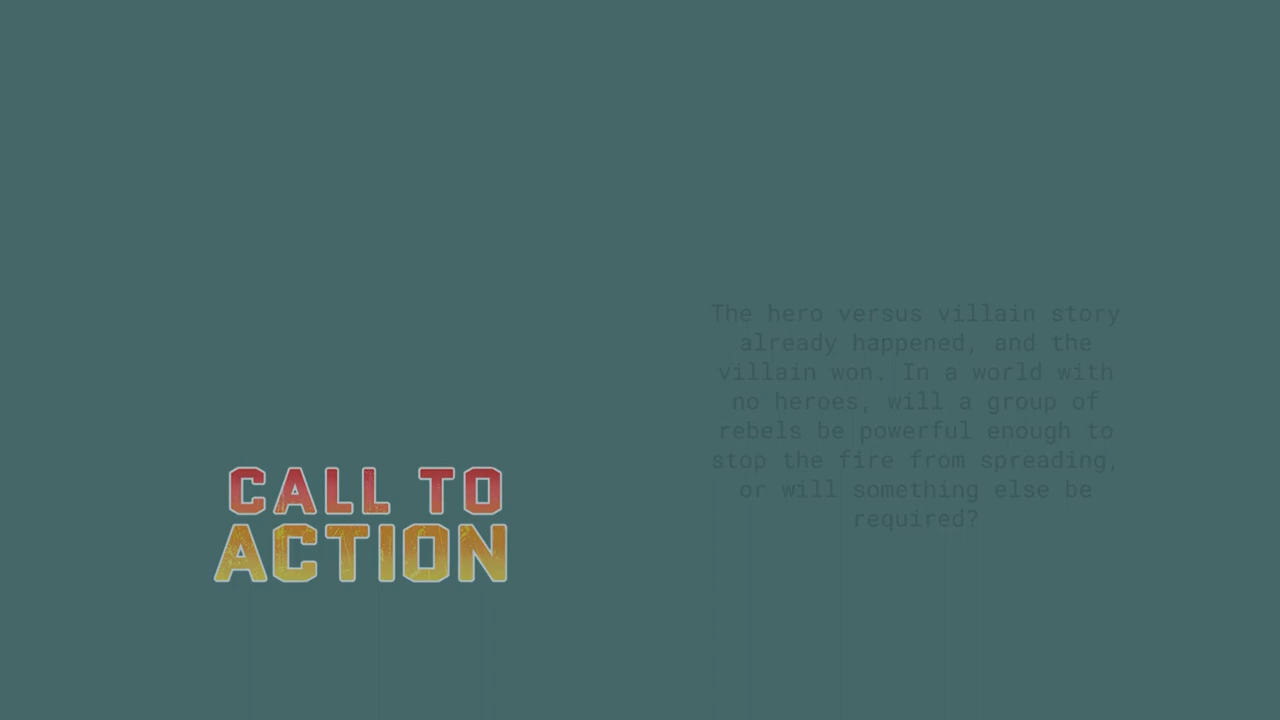 CALL TO
ACTION
The hero versus villain story
already happened, and the
villain won. In a world with
no heroes, will a group of
rebels be powerful enough to
stop the fire from spreading,
or will something else be
required?